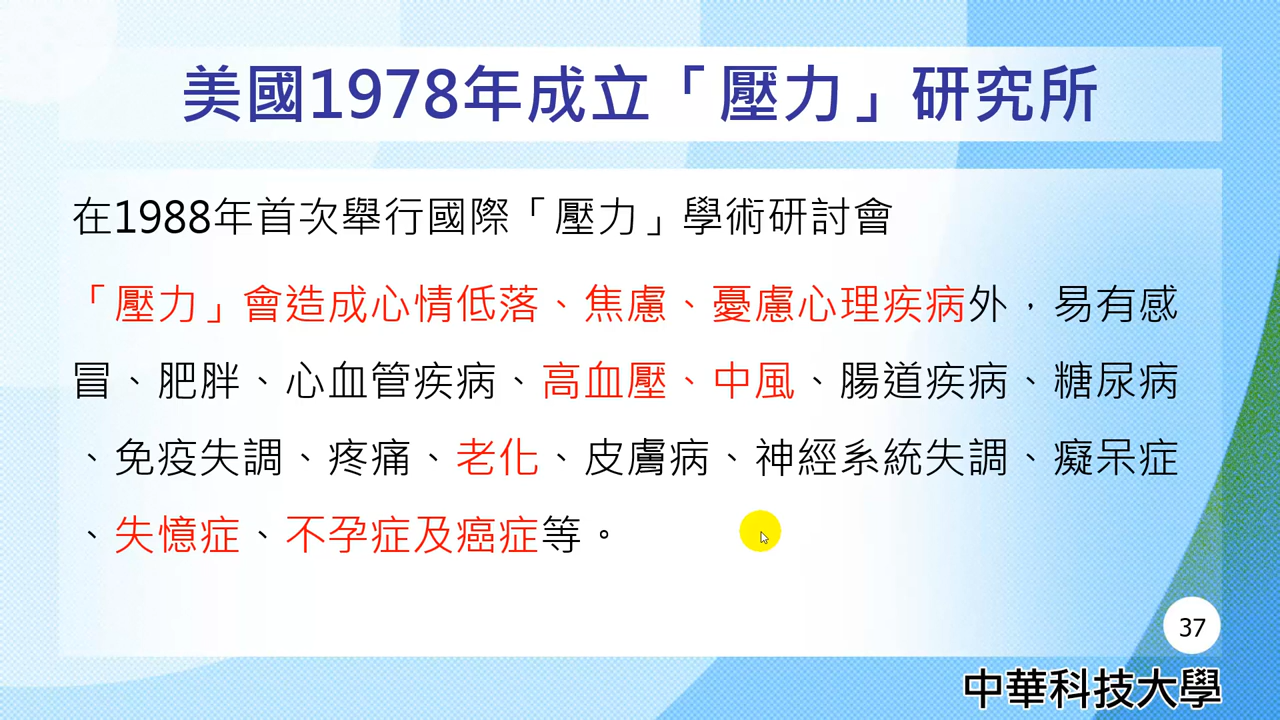 美國1978年成立「壓力」研究所
在1988年首次舉行國際「壓力」學術研討會
「壓力」會造成心情低落、焦慮、憂慮心理疾病外，易有感
冒、肥胖、心血管疾病、高血壓、中風、腸道疾病、糖尿病
、免疫失調、疼痛、老化、皮膚病、神經系統失調、癡呆症
、失憶症、不孕症及癌症等。
37
中華科技大學